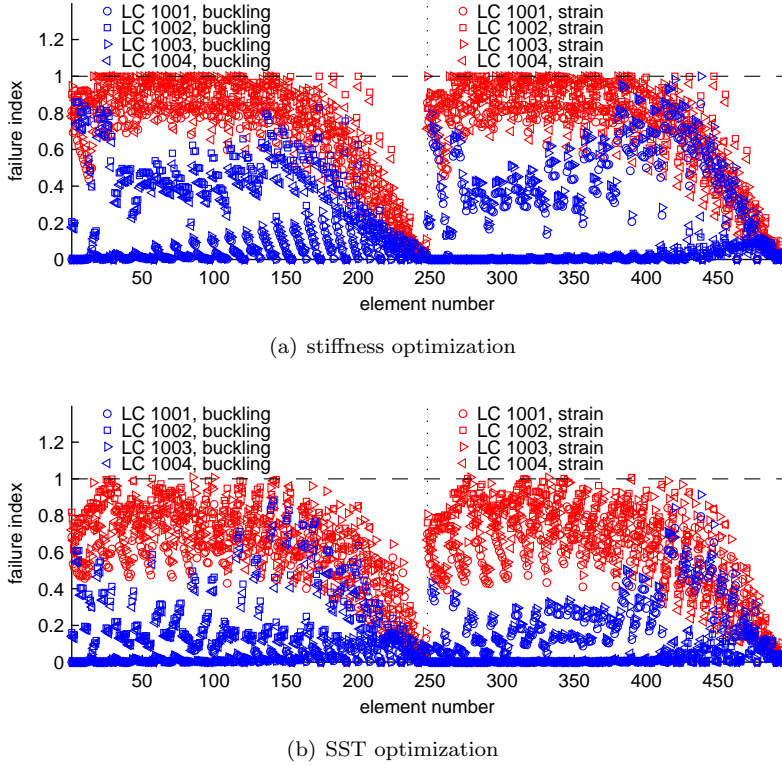 LC 1001, buckling
LC 1002, buckling
LC 1003, buckling
LC 1004, buckling
LC 1001, strain
LC 1002, strain
LC 1003, strain
LC 1004, strain
failure index
1.2
1
0.8
0.6
0.4
0.2
0
50 100 150 200 250 300 350 400 450
element number
(a) stiffness optimization
LC 1001, buckling
LC 1002, buckling
LC 1003, buckling
LC 1004, buckling
LC 1001, strain
LC 1002, strain
LC 1003, strain
LC 1004, strain
failure index
1.2
1
0.8
0.6
0.4
0.2
0
50 100 150 200 250 300 350 400 450
element number
(b) SST optimization